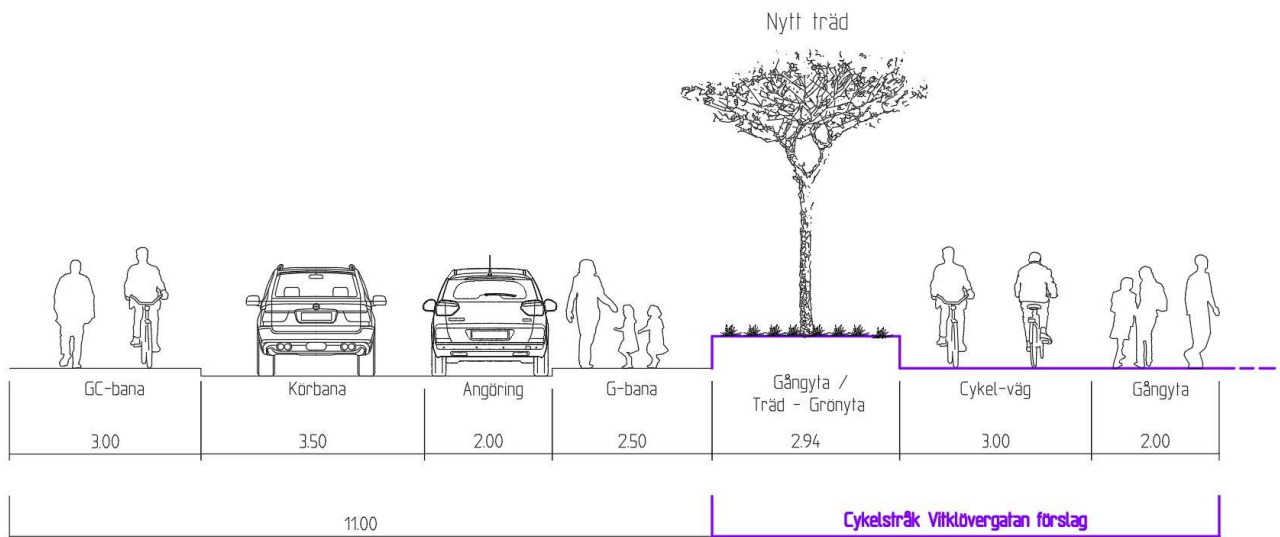 Nytt träd
GC-bana
Körbana
Angöring
G-bana
Gångyta /
Träd - Grönyta
Cykel-väg
Gångyta
3.00
3.50
2.00
2.50
2.94
3.00
2.00
11.00
Cykelstråk Vitklövergatan förslag